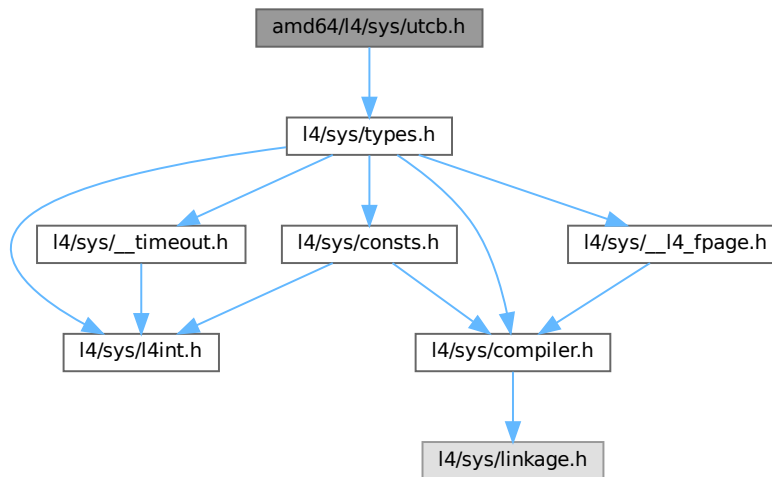 amd64/l4/sys/utcb.h
l4/sys/types.h
l4/sys/__timeout.h
l4/sys/consts.h
l4/sys/__l4_fpage.h
l4/sys/l4int.h
l4/sys/compiler.h
l4/sys/linkage.h